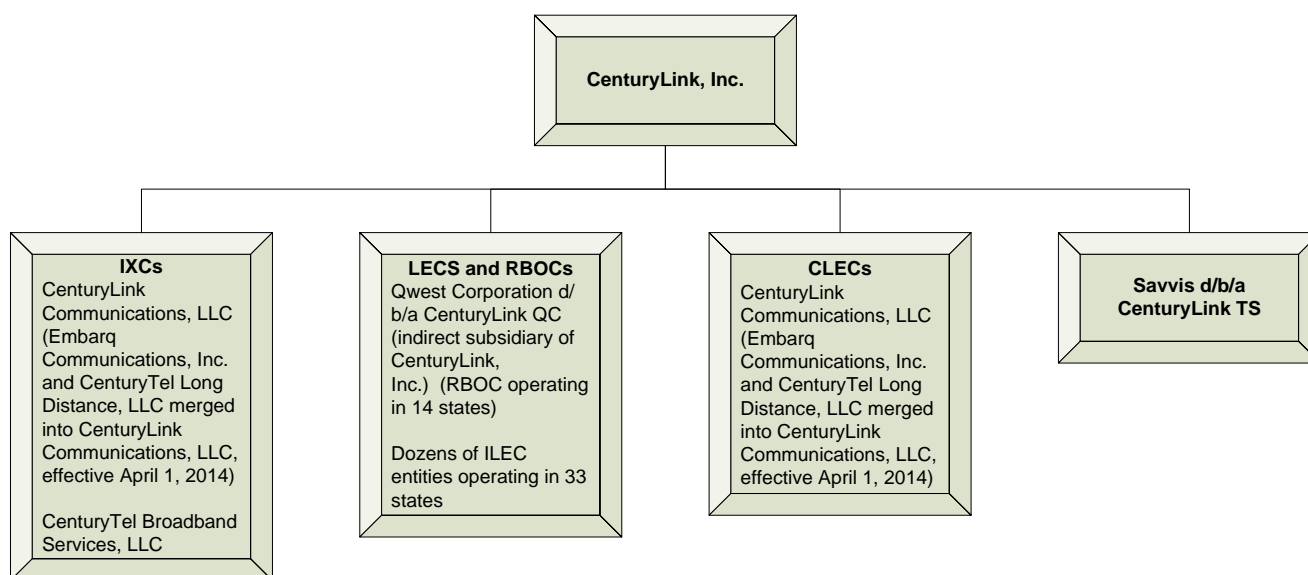 CenturyLink, Inc.
IXCs
CenturyLink
Communications, LLC
(Embarq
Communications, Inc.
and CenturyTel Long
Distance, LLC merged
into CenturyLink
Communications, LLC,
effective April 1, 2014)
CenturyTel Broadband
Services, LLC
LECS and RBOCs
Qwest Corporation d/
b/a CenturyLink QC
(indirect subsidiary of
CenturyLink,
Inc.) (RBOC operating
in 14 states)
Dozens of ILEC
entities operating in 33
states
CLECs
CenturyLink
Communications, LLC
(Embarq
Communications, Inc.
and CenturyTel Long
Distance, LLC merged
into CenturyLink
Communications, LLC,
effective April 1, 2014)
Savvis d/b/a
CenturyLink TS